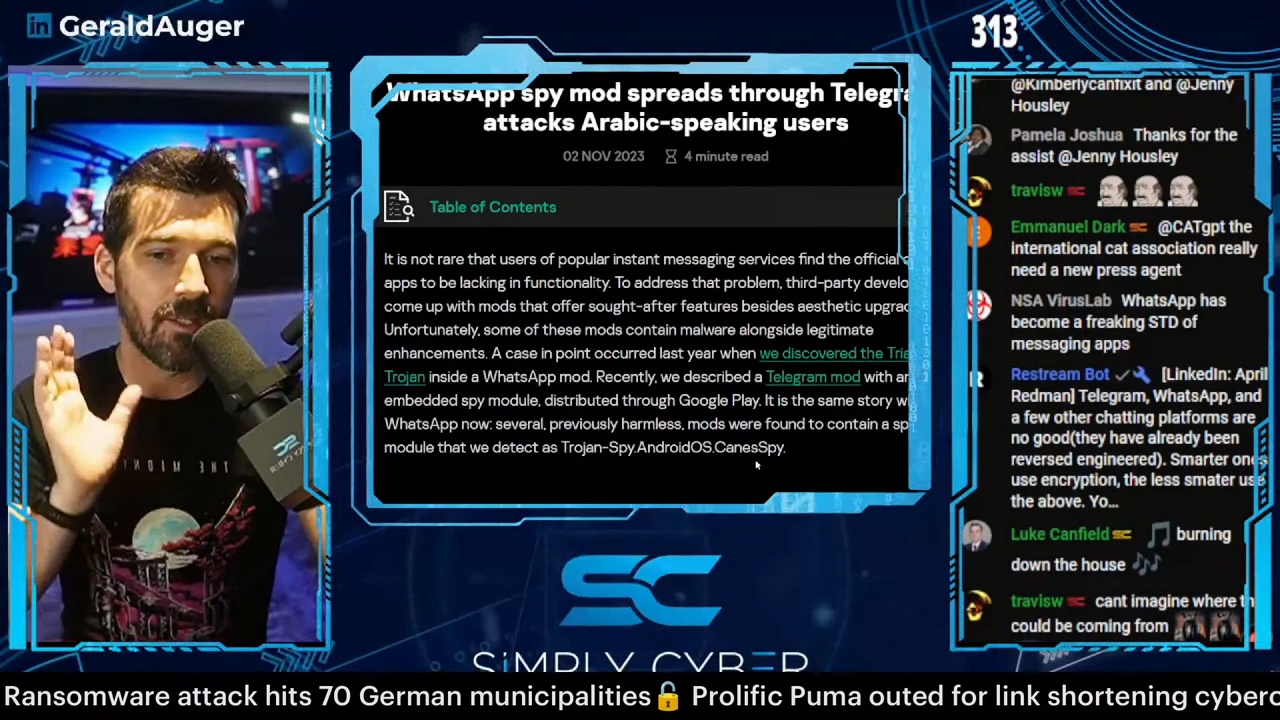 in GeraldAuger
313
WhatsApp spy mod spreads through Telegra
attacks Arabic-speaking users
02 NOV 2023 4 minute read
Table of Contents
It is not rare that users of popular instant messaging services find the official
apps to be lacking in functionality. To address that problem, third-party develo
come up with mods that offer sought-after features besides aesthetic upgrad
Unfortunately, some of these mods contain malware alongside legitimate
enhancements. A case in point occurred last year when we discovered the Tria
Trojan inside a WhatsApp mod. Recently, we described a Telegram mod with an
embedded spy module, distributed through Google Play. It is the same story w
WhatsApp now: several, previously harmless, mods were found to contain a sp
module that we detect as Trojan-Spy.AndroidOS.CanesSpy.
@Kimberlycanfixit and @Jenny
Housley
Pamela Joshua Thanks for the
assist @Jenny Housley
travisw
Emmanuel Dark @CATgpt the
international cat association really
need a new press agent
NSA VirusLab WhatsApp has
become a freaking STD of
messaging apps
R Restream Bot [LinkedIn: April
Redman] Telegram, WhatsApp, and
a few other chatting platforms are
no good(they have already been
reversed engineered). Smarter ones
use encryption, the less smater use
the above. Yo...
Luke Canfield 🎵 burning
down the house 🎶
travisw cant imagine where th
could be coming from
THE MIDNI
SC
SIMPLY CYBER
Ransomware attack hits 70 German municipalities🔓 Prolific Puma outed for link shortening cyberc